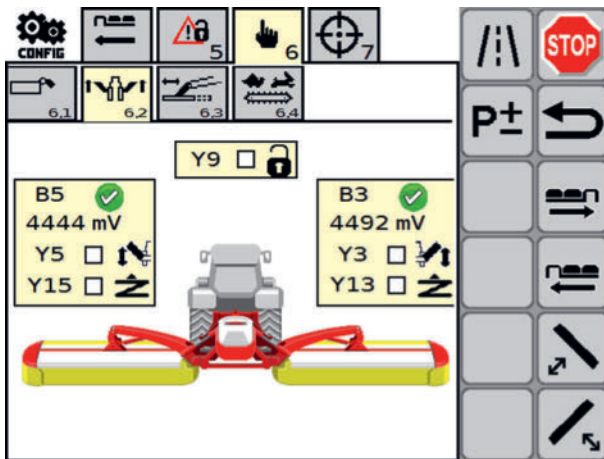 CONFIG
5
6
7
STOP
6,1
6,2
6,3
6,4
P±
Y9
B5
4444 mV
Y5
Y15
B3
4492 mV
Y3
Y13